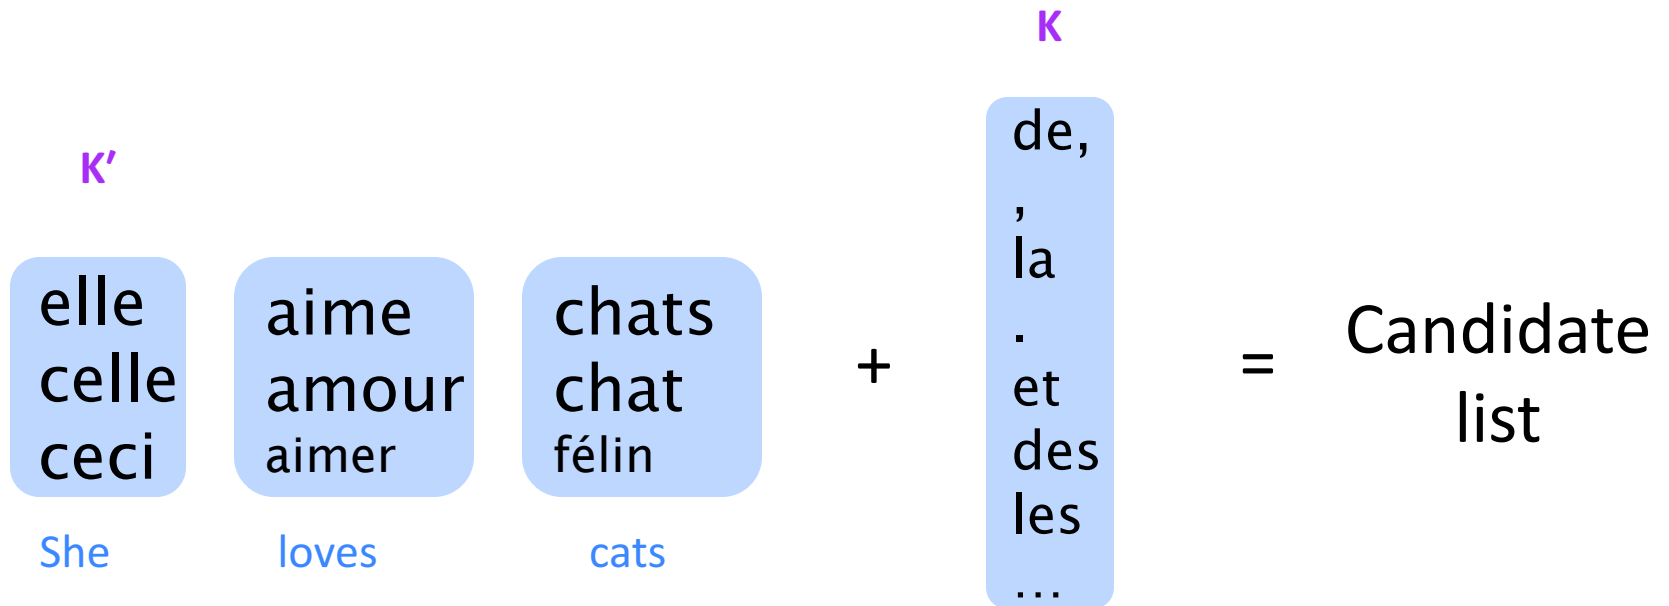 K
K′
elle
celle
ceci
She
aime
amour
aimer
loves
chats
chat
félin
cats
+
de,
,
la
.
et
des
les
…
=
Candidate
list